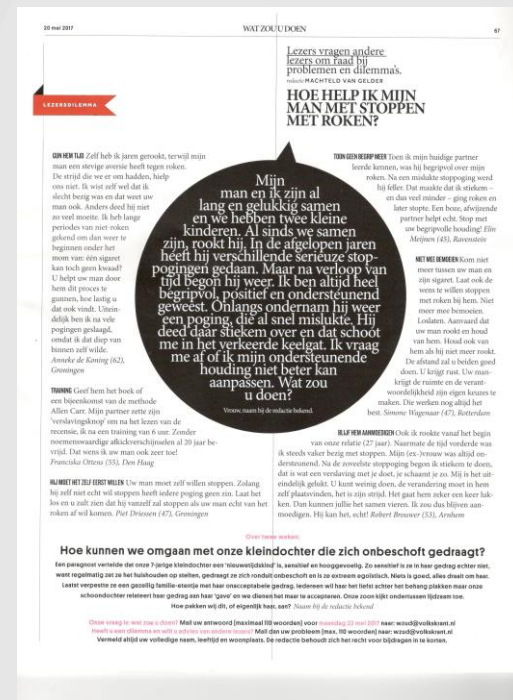 20 mei 2017
WAT ZOU U DOEN
67
LEZERSDILEMMA
Lezers vragen andere
lezers om raad bij
problemen en dilemma's.
redactie MACHTELD VAN GELDER
HOE HELP IK MIJN
MAN MET STOPPEN
MET ROKEN?
GUN HEM TIJD Zelf heb ik jaren gerookt, terwijl mijn
man een stevige aversie heeft tegen roken.
De strijd die we er om hadden, hielp
ons niet. Ik wist zelf wel dat ik
slecht bezig was en dat weet uw
man ook. Anders deed hij niet
zo veel moeite. Ik heb lange
periodes van niet-roken
gekend om dan weer te
beginnen onder het
mom van: één sigaret
kan toch geen kwaad?
U helpt uw man door
hem dit proces te
gunnen, hoe lastig u
dat ook vindt. Uitein-
delijk ben ik na vele
pogingen geslaagd,
omdat ik dat diep van
binnen zelf wilde.
Anneke de Koning (62),
Groningen
TRAINING Geef hem het boek of
een bijeenkomst van de methode
Allen Carr. Mijn partner zette zijn
'verslavingsknop' om na het lezen van de
recensie, ik na een training van 6 uur. Zonder
noemenswaardige afkickverschijnselen al 20 jaar be-
vrijd. Dat wens ik uw man ook zeer toe!
Franciska Ottens (55), Den Haag
HIJ MOET HET ZELF EERST WILLEN Uw man moet zelf willen stoppen. Zolang
hij zelf niet echt wil stoppen heeft iedere poging geen zin. Laat het
los en u zult zien dat hij vanzelf zal stoppen als uw man echt van het
roken af wil komen. Piet Driessen (47), Groningen
Mijn
man en ik zijn al
lang en gelukkig samen
en we hebben twee kleine
kinderen. Al sinds we samen
zijn, rookt hij. In de afgelopen jaren
heeft hij verschillende serieuze stop-
pogingen gedaan. Maar na verloop van
tijd begon hij weer. Ik ben altijd heel
begripvol, positief en ondersteunend
geweest. Onlangs ondernam hij weer
een poging, die al snel mislukte. Hij
deed daar stiekem over en dat schoot
me in het verkeerde keelgat. Ik vraag
me af of ik mijn ondersteunende
houding niet beter kan
aanpassen. Wat zou
u doen?
Vrouw, naam bij de redactie bekend.
TOON GEEN BEGRIP MEER Toen ik mijn huidige partner
leerde kennen, was hij begripvol over mijn
roken. Na een mislukte stoppoging werd
hij feller. Dat maakte dat ik stiekem –
en dus veel minder – ging roken en
later stopte. Een boze, afwijzende
partner helpt echt. Stop met
uw begripvolle houding! Elin
Meijnen (45), Ravenstein
NIET MEE BEMOEIEN Kom niet
meer tussen uw man en
zijn sigaret. Laat ook de
wens te willen stoppen
met roken bij hem. Niet
meer mee bemoeien.
Loslaten. Aanvaard dat
uw man rookt en houd
van hem. Houd ook van
hem als hij niet meer rookt.
De afstand zal u beiden goed
doen. U krijgt rust. Uw man
krijgt de ruimte en de verant-
woordelijkheid zijn eigen keuzes te
maken. Die werken nog altijd het
best. Simone Wagenaar (47), Rotterdam
BLIJF HEM AANMOEDIGEN Ook ik rookte vanaf het begin
van onze relatie (27 jaar). Naarmate de tijd vorderde was
ik steeds vaker bezig met stoppen. Mijn (ex-)vrouw was altijd on-
dersteunend. Na de zoveelste stoppoging begon ik stiekem te doen,
dat is wat een verslaving met je doet, je schaamt je zo. Mij is het uit-
eindelijk gelukt. U kunt weinig doen, de verandering moet in hem
zelf plaatsvinden, het is zijn strijd. Het gaat hem zeker een keer luk-
ken. Dan kunnen jullie het samen vieren. Ik zou dus blijven aan-
moedigen. Hij kan het, echt! Robert Brouwer (53), Arnhem
Over twee weken:
Hoe kunnen we omgaan met onze kleindochter die zich onbeschoft gedraagt?
Een paragnost vertelde dat onze 7-jarige kleindochter een 'nieuwetijdskind' is, sensitief en hooggevoelig. Zo sensitief is ze in haar gedrag echter niet,
want regelmatig zet ze het huishouden op stelten, gedraagt ze zich ronduit onbeschoft en is ze extreem egoïstisch. Niets is goed, alles draait om haar.
Laatst verpestte ze een gezellig familie-etentje met haar onacceptabele gedrag. Iedereen wil haar het liefst achter het behang plakken maar onze
schoondochter relateert haar gedrag aan haar 'gave' en we dienen het maar te accepteren. Onze zoon kijkt ondertussen lijdzaam toe.
Hoe pakken wij dit, of eigenlijk haar, aan? Naam bij de redactie bekend
Onze vraag is: wat zou u doen? Mail uw antwoord (maximaal 110 woorden) voor maandag 22 mei 2017 naar: wzud@volkskrant.nl
Heeft u een dilemma en wilt u advies van andere lezers? Mail dan uw probleem (max. 110 woorden) naar: wzud@volkskrant.nl
Vermeld altijd uw volledige naam, leeftijd en woonplaats. De redactie behoudt zich het recht voor bijdragen in te korten.